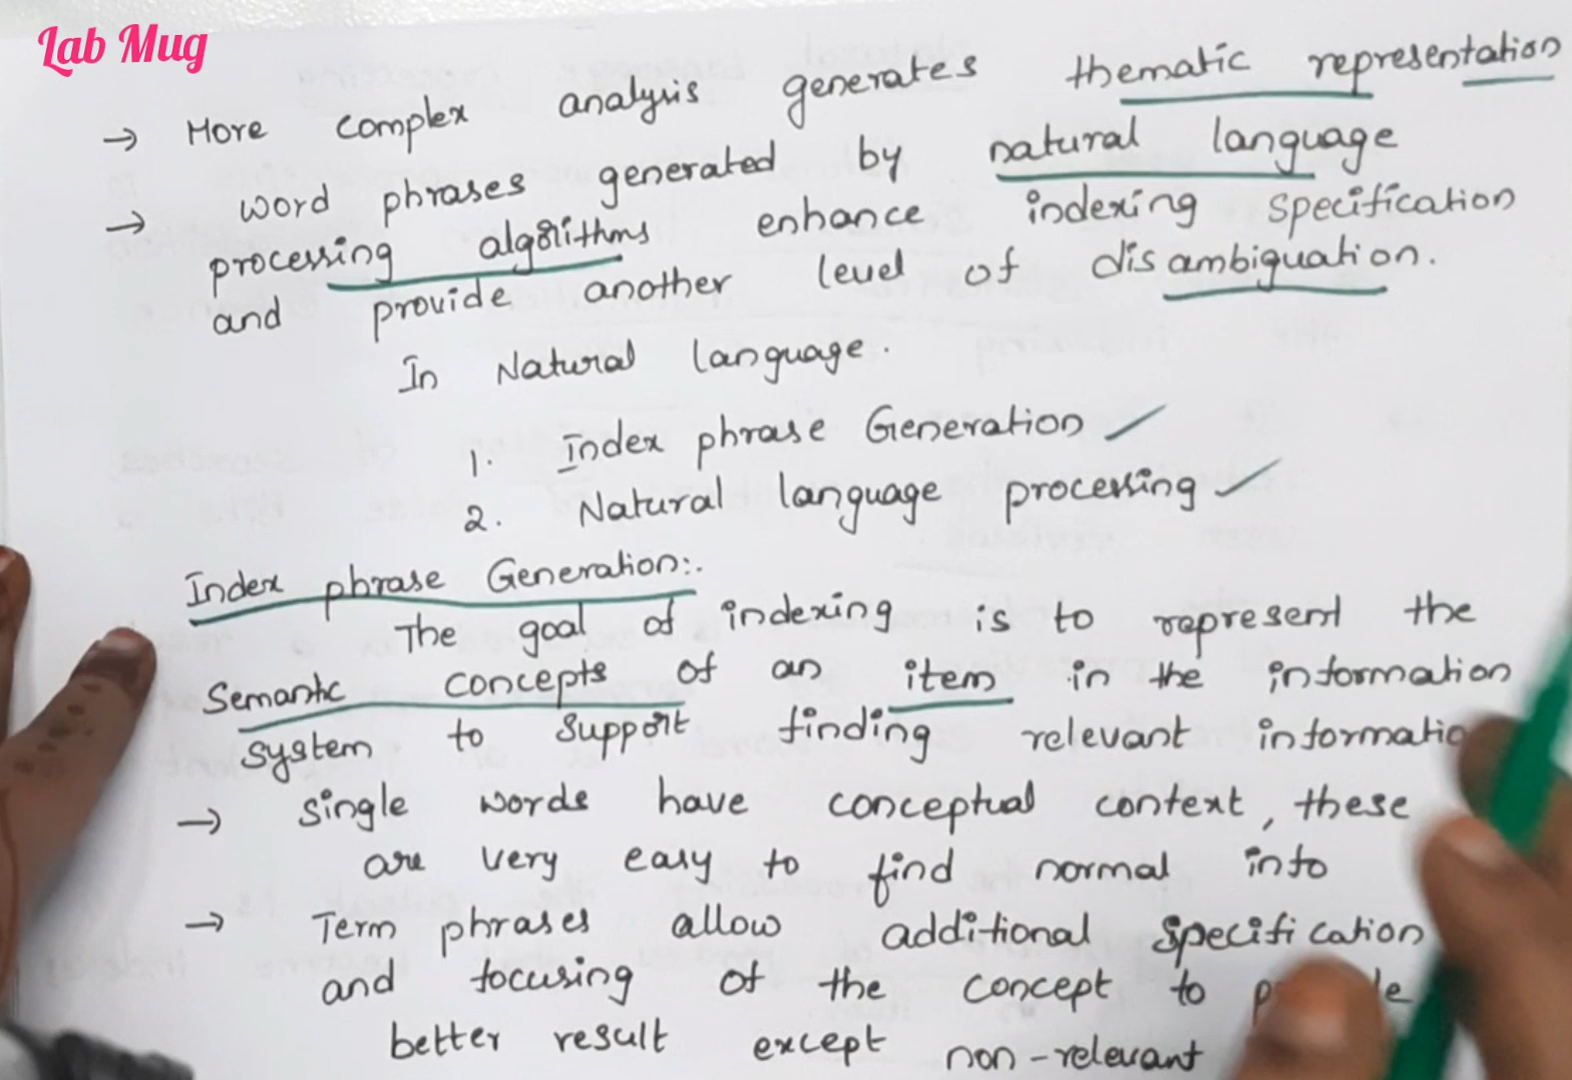 Lab Mug
→ More complex analysis generates thematic representation
→ word phrases generated by natural language
processing algorithms enhance indexing specification
and provide another level of disambiguation.
In Natural language.
1. Index phrase Generation
2. Natural language processing
Index phrase Generation:.
The goal of indexing is to represent the
Semantic concepts of an item in the information
system to support finding relevant informatio
→ single words have conceptual context, these
are very easy to find normal info
→ Term phrases allow additional specification
and focusing of the concept to
better result except non-relevant